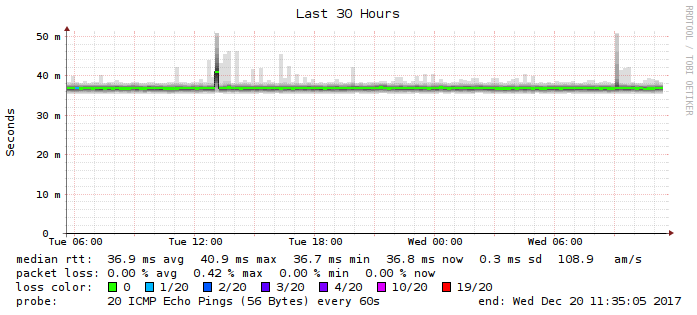 Last 30 Hours
RRDTOOL / TOBI OETIKER
Seconds
50 m
40 m
30 m
20 m
10 m
0
Tue 06:00 Tue 12:00 Tue 18:00 Wed 00:00 Wed 06:00
median rtt: 36.9 ms avg 40.9 ms max 36.7 ms min 36.8 ms now 0.3 ms sd 108.9 am/s
packet loss: 0.00 % avg 0.42 % max 0.00 % min 0.00 % now
loss color: 0 1/20 2/20 3/20 4/20 10/20 19/20
probe: 20 ICMP Echo Pings (56 Bytes) every 60s end: Wed Dec 20 11:35:05 2017